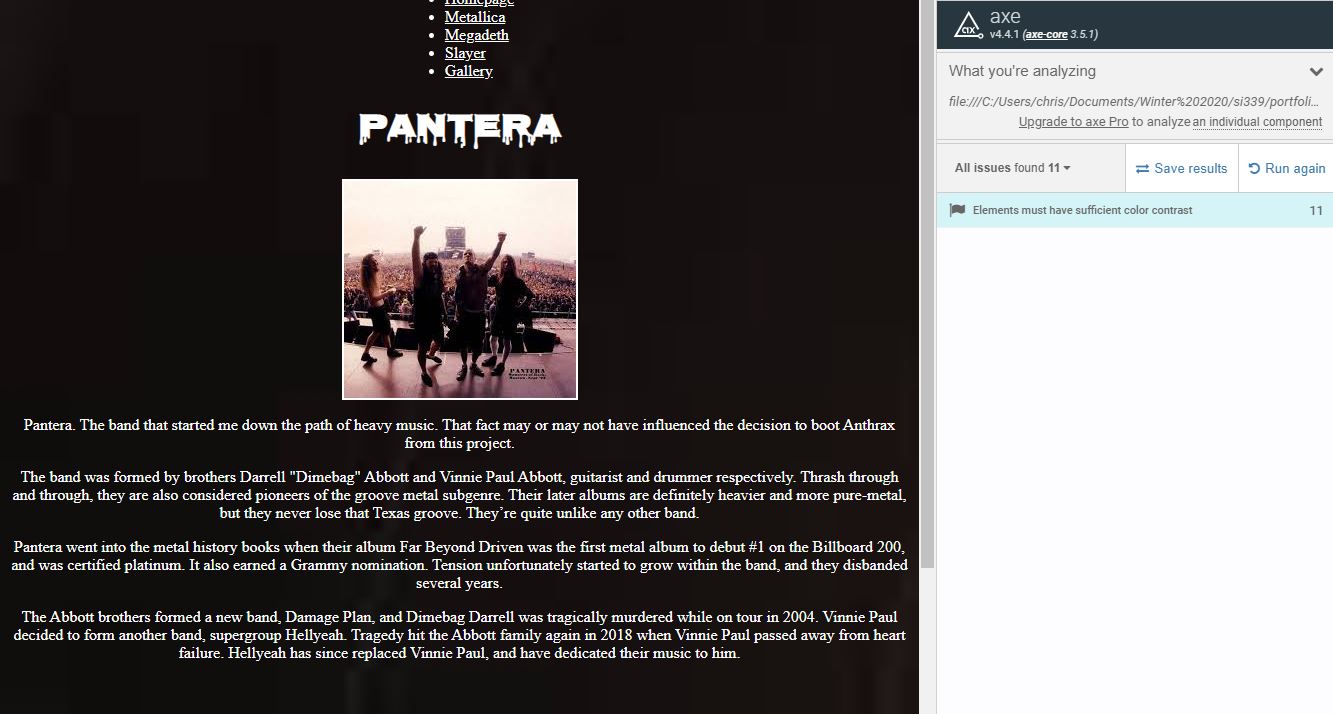 Homepage
Metallica
Megadeth
Slayer
Gallery
PANTERA
PANTERA
Pantera. The band that started me down the path of heavy music. That fact may or may not have influenced the decision to boot Anthrax
from this project.
The band was formed by brothers Darrell "Dimebag" Abbott and Vinnie Paul Abbott, guitarist and drummer respectively. Thrash through
and through, they are also considered pioneers of the groove metal subgenre. Their later albums are definitely heavier and more pure-metal,
but they never lose that Texas groove. They’re quite unlike any other band.
Pantera went into the metal history books when their album Far Beyond Driven was the first metal album to debut #1 on the Billboard 200,
and was certified platinum. It also earned a Grammy nomination. Tension unfortunately started to grow within the band, and they disbanded
several years.
The Abbott brothers formed a new band, Damage Plan, and Dimebag Darrell was tragically murdered while on tour in 2004. Vinnie Paul
decided to form another band, supergroup Hellyeah. Tragedy hit the Abbott family again in 2018 when Vinnie Paul passed away from heart
failure. Hellyeah has since replaced Vinnie Paul, and have dedicated their music to him.
axe
v4.4.1 (axe-core 3.5.1)
What you're analyzing
file:///C:/Users/chris/Documents/Winter%202020/si339/portfoli...
Upgrade to axe Pro to analyze an individual component
All issues found 11
Save results
Run again
Elements must have sufficient color contrast 11